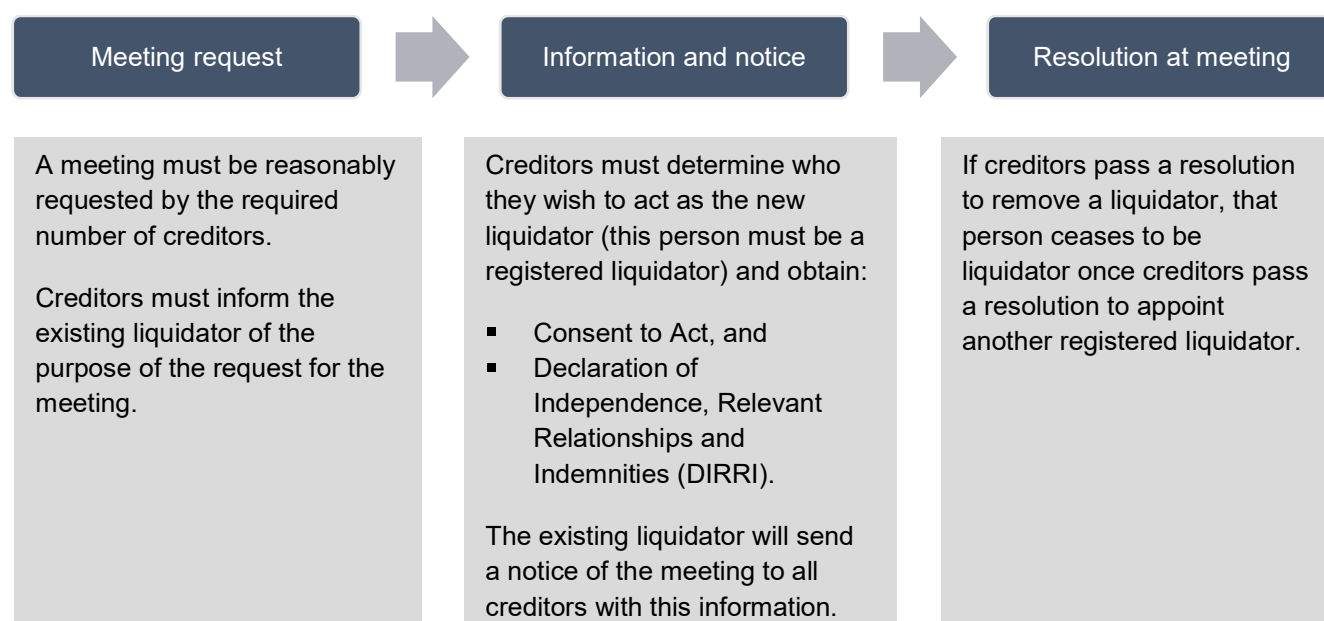 Meeting request
Information and notice
Resolution at meeting
A meeting must be reasonably
requested by the required
number of creditors.
Creditors must inform the
existing liquidator of the
purpose of the request for the
meeting.
Creditors must determine who
they wish to act as the new
liquidator (this person must be a
registered liquidator) and obtain:
▪ Consent to Act, and
▪ Declaration of
Independence, Relevant
Relationships and
Indemnities (DIRRI).
The existing liquidator will send
a notice of the meeting to all
creditors with this information.
If creditors pass a resolution
to remove a liquidator, that
person ceases to be
liquidator once creditors pass
a resolution to appoint
another registered liquidator.